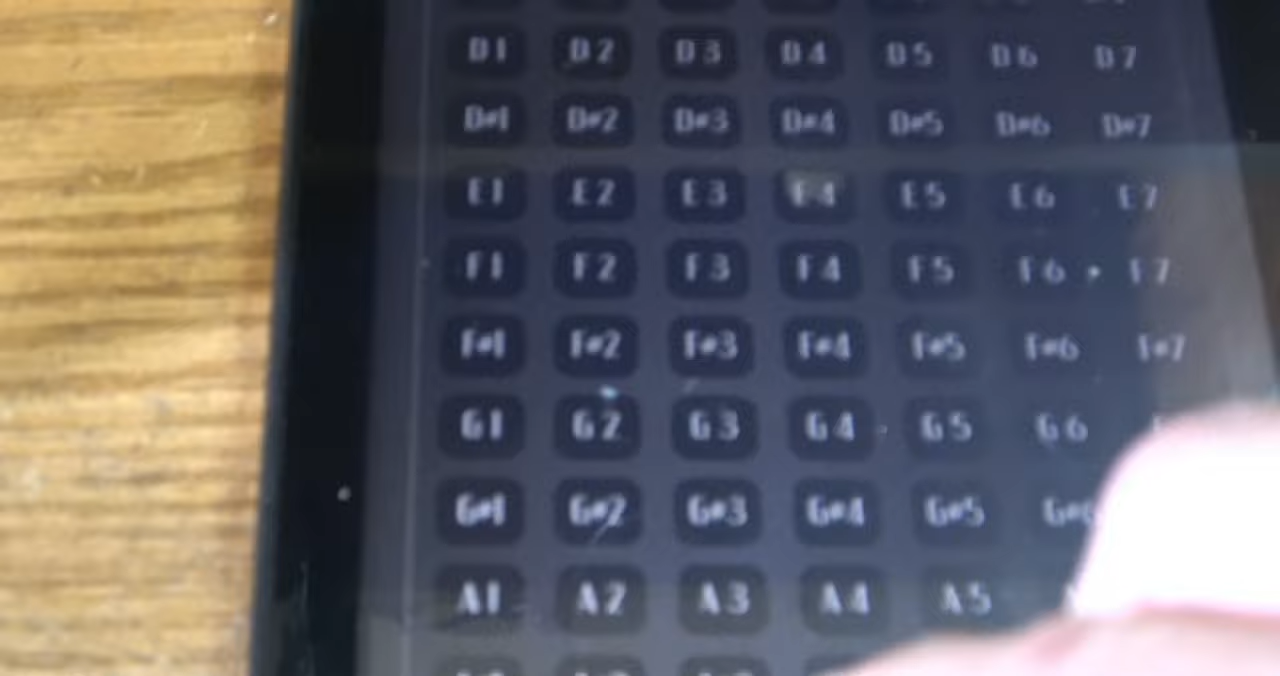 D1 D2 D3 D4 D5 D6 D7
D#1 D#2 D#3 D#4 D#5 D#6 D#7
E1 E2 E3 E4 E5 E6 E7
F1 F2 F3 F4 F5 F6 F7
F#1 F#2 F#3 F#4 F#5 F#6 F#7
G1 G2 G3 G4 G5 G6
G#1 G#2 G#3 G#4 G#5
A1 A2 A3 A4 A5